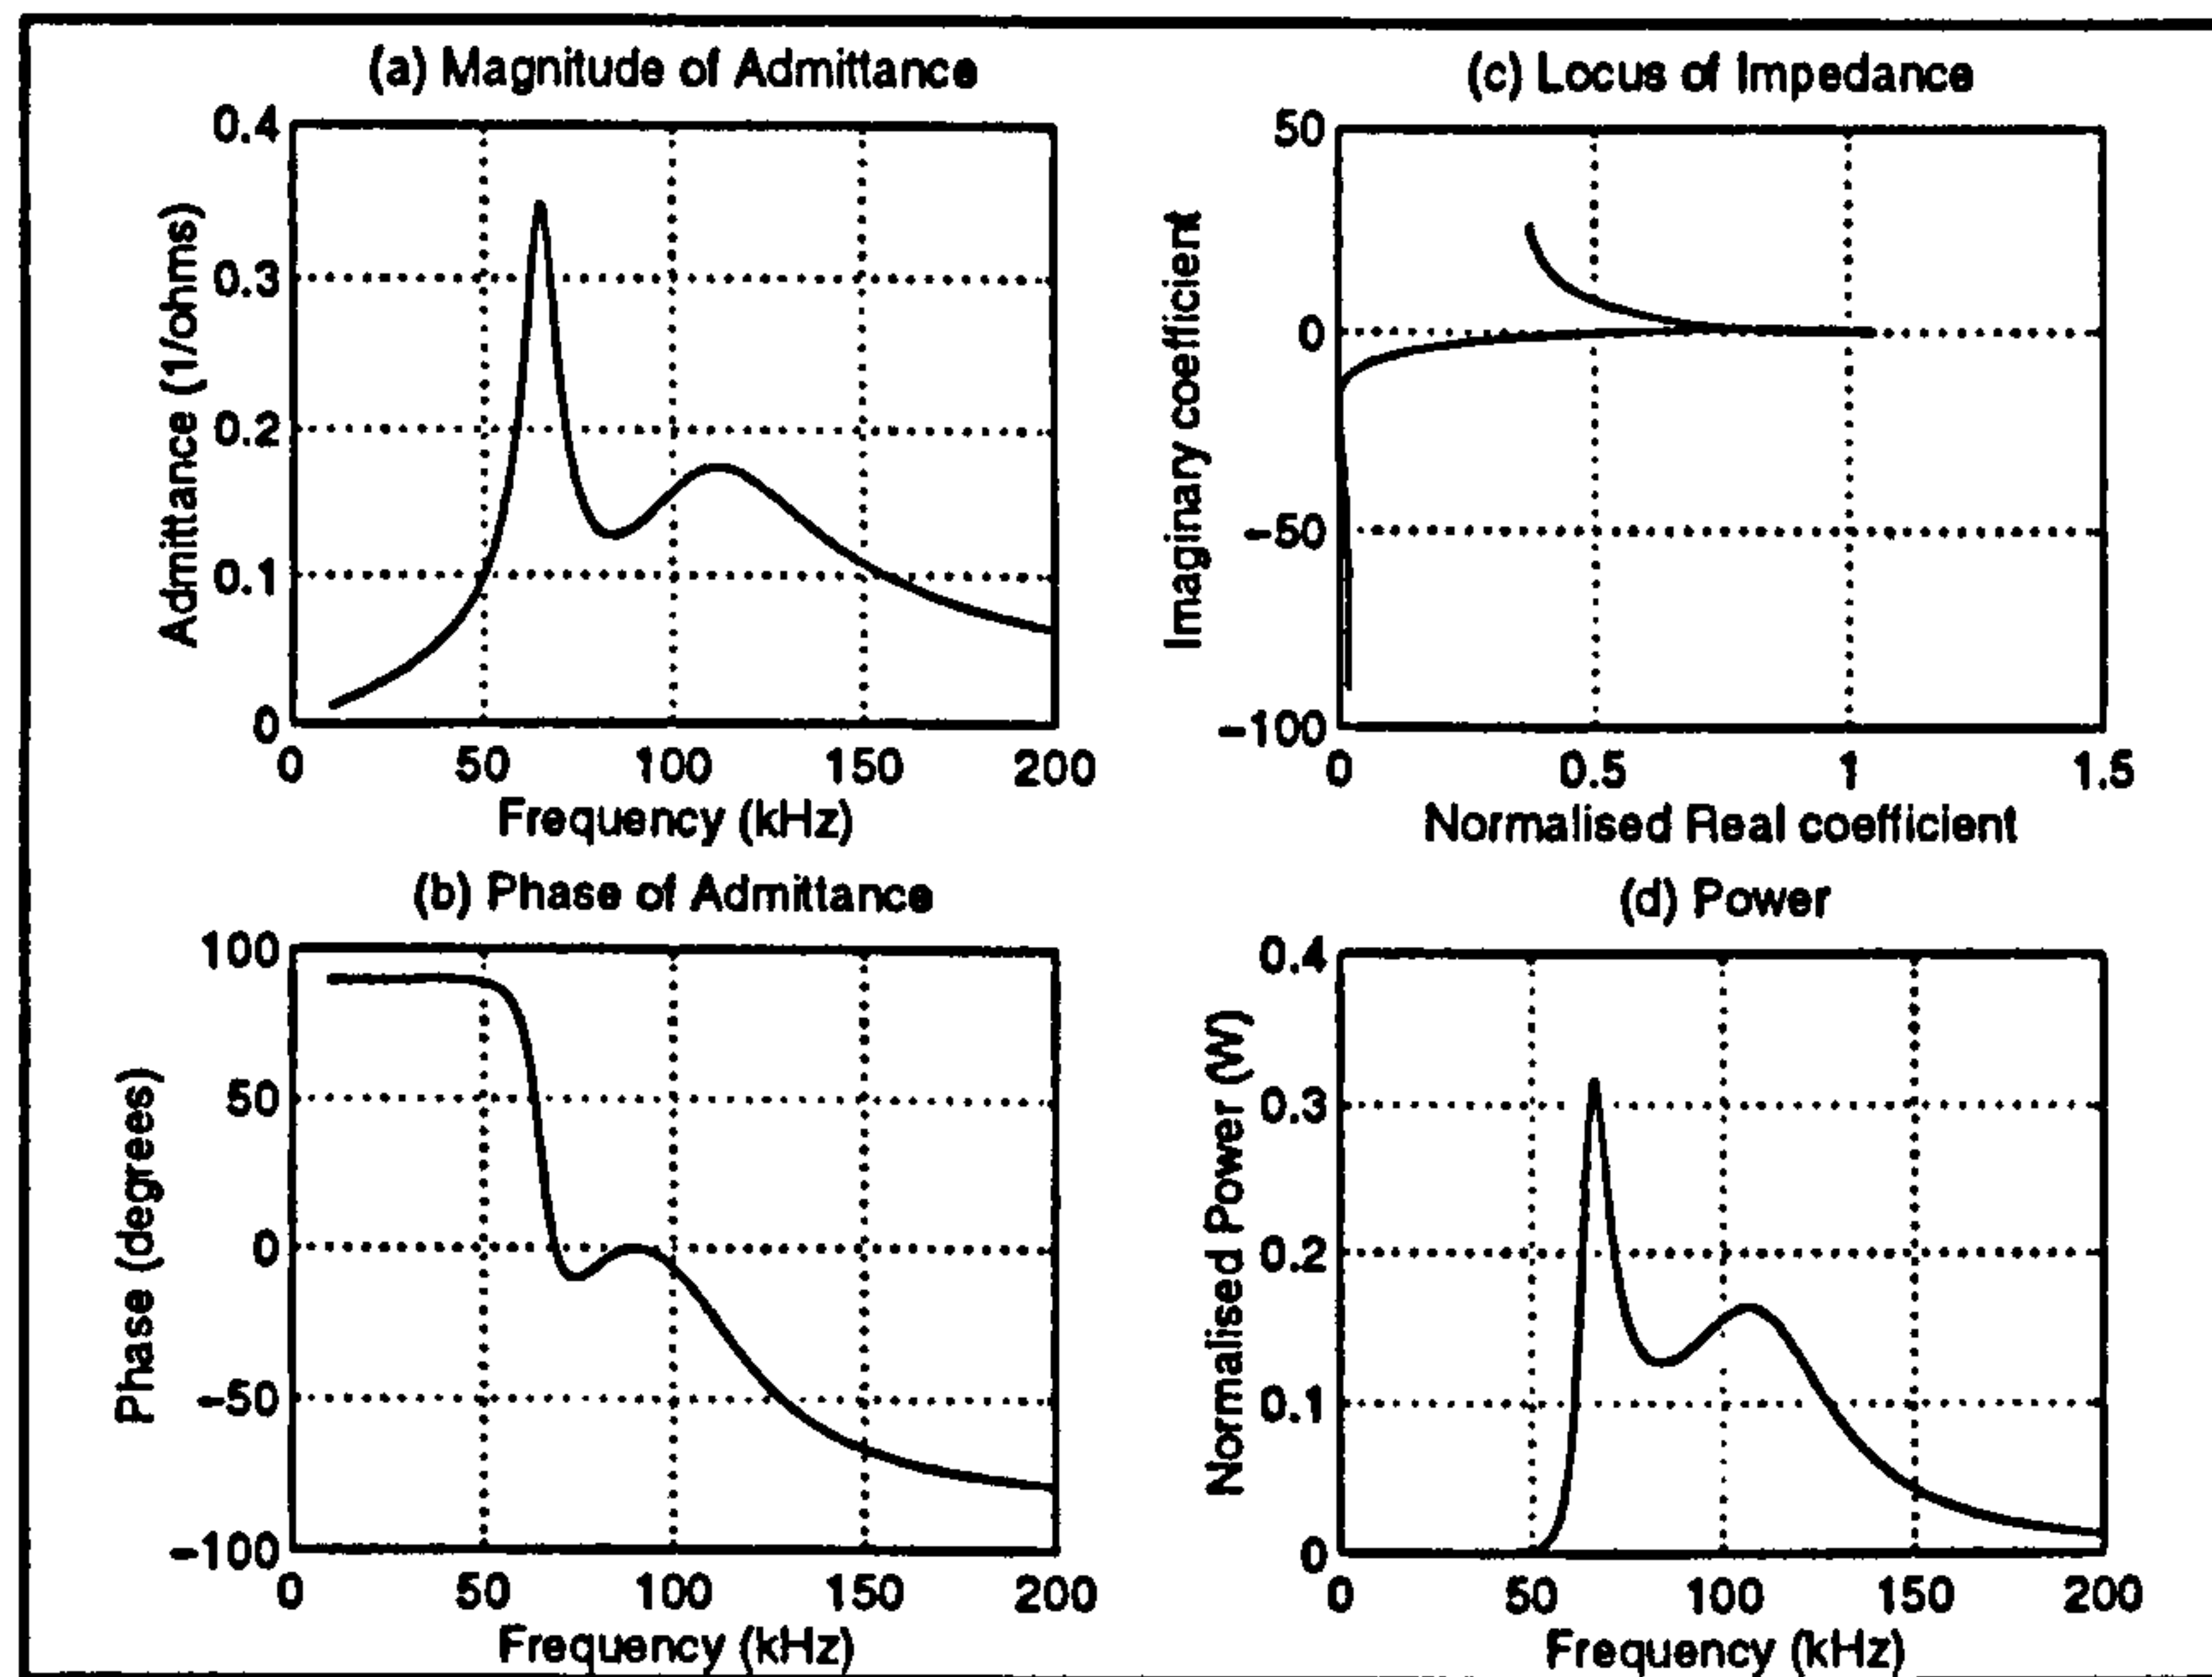 (a) Magnitude of Admittance
0.4
0.3
0.2
0.1
0
Admittance (1/ohms)
0 50 100 150 200
Frequency (kHz)
(c) Locus of Impedance
50
0
-50
-100
Imaginary coefficient
0 0.5 1 1.5
Normalised Real coefficient
(b) Phase of Admittance
100
50
0
-50
-100
Phase (degrees)
0 50 100 150 200
Frequency (kHz)
(d) Power
0.4
0.3
0.2
0.1
0
Normalised Power (W)
0 50 100 150 200
Frequency (kHz)